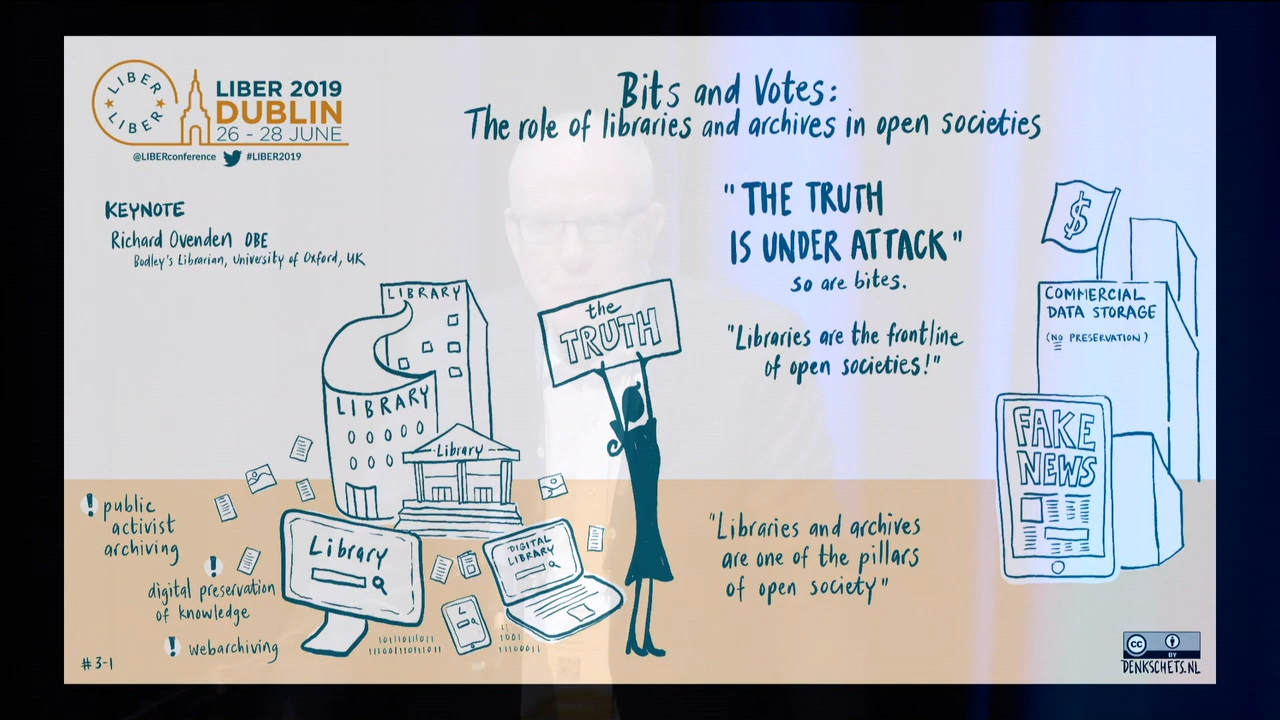 LIBER
LIBER
LIBER 2019
DUBLIN
26 - 28 JUNE
@LIBERconference #LIBER2019
Bits and Votes:
The role of libraries and archives in open societies
KEYNOTE
Richard Ovenden OBE
Bodley's Librarian, University of Oxford, UK
"THE TRUTH
IS UNDER ATTACK"
so are bites.
"Libraries are the frontline
of open societies!"
$
COMMERCIAL
DATA STORAGE
(NO PRESERVATION)
FAKE
NEWS
LIBRARY
LIBRARY
Library
the
TRUTH
! public
activist
archiving
! digital preservation
of knowledge
! webarchiving
Library
DIGITAL
LIBRARY
L
"Libraries and archives
are one of the pillars
of open society"
#3-1
cc
BY
DENKSCHETS.NL